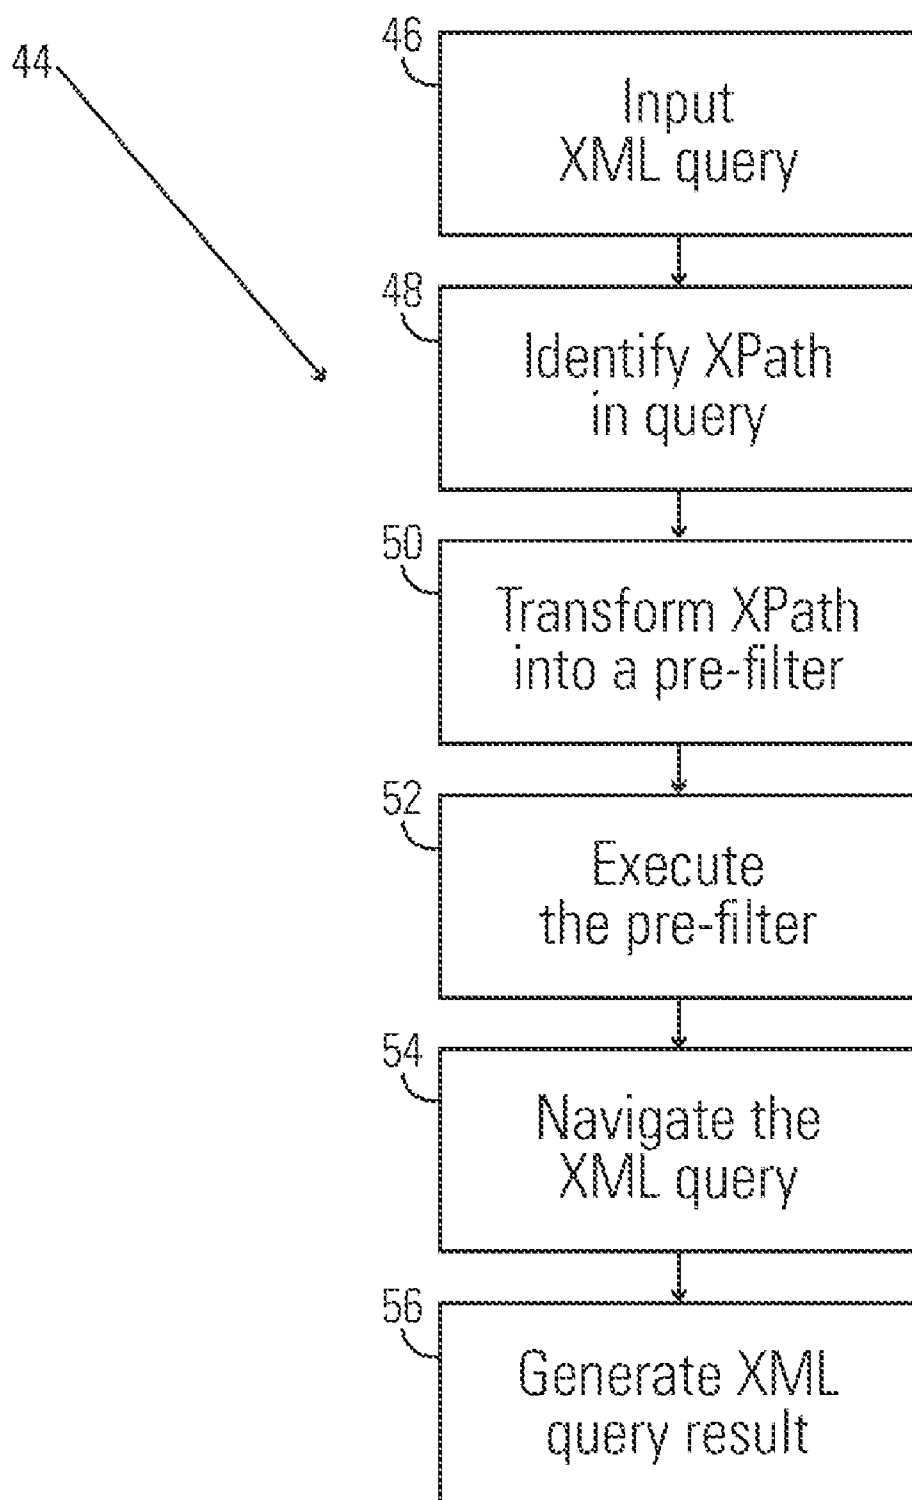 44
46
Input
XML query
48
Identify XPath
in query
50
Transform XPath
into a pre-filter
52
Execute
the pre-filter
54
Navigate the
XML query
56
Generate XML
query result